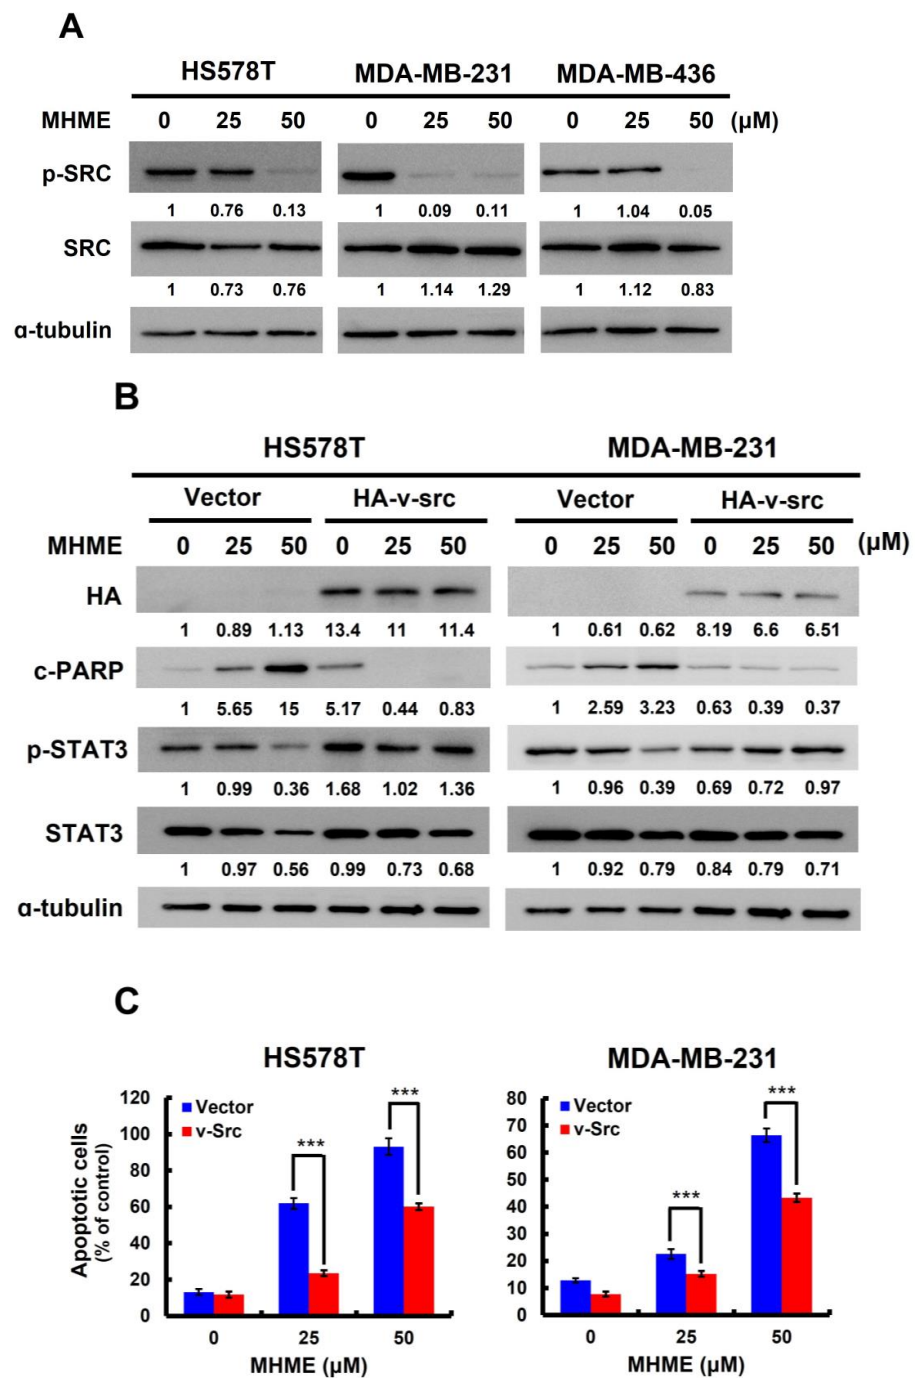 A
HS578T MDA-MB-231 MDA-MB-436
MHME 0 25 50 0 25 50 0 25 50 (μM)
p-SRC
1 0.76 0.13 1 0.09 0.11 1 1.04 0.05
SRC
1 0.73 0.76 1 1.14 1.29 1 1.12 0.83
α-tubulin
B
HS578T MDA-MB-231
Vector HA-v-src Vector HA-v-src
MHME 0 25 50 0 25 50 0 25 50 0 25 50 (μM)
HA
1 0.89 1.13 13.4 11 11.4 1 0.61 0.62 8.19 6.6 6.51
c-PARP
1 5.65 15 5.17 0.44 0.83 1 2.59 3.23 0.63 0.39 0.37
p-STAT3
1 0.99 0.36 1.68 1.02 1.36 1 0.96 0.39 0.69 0.72 0.97
STAT3
1 0.97 0.56 0.99 0.73 0.68 1 0.92 0.79 0.84 0.79 0.71
α-tubulin
C
HS578T
Apoptotic cells
(% of control)
120
100
80
60
40
20
0
Vector
v-Src
***
***
0 25 50
MHME (μM)
MDA-MB-231
80
70
60
50
40
30
20
10
0
Vector
v-Src
***
***
0 25 50
MHME (μM)